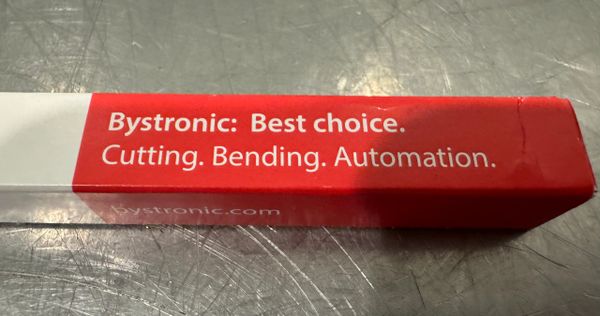 Bystronic: Best choice.
Cutting. Bending. Automation.
bystronic.com